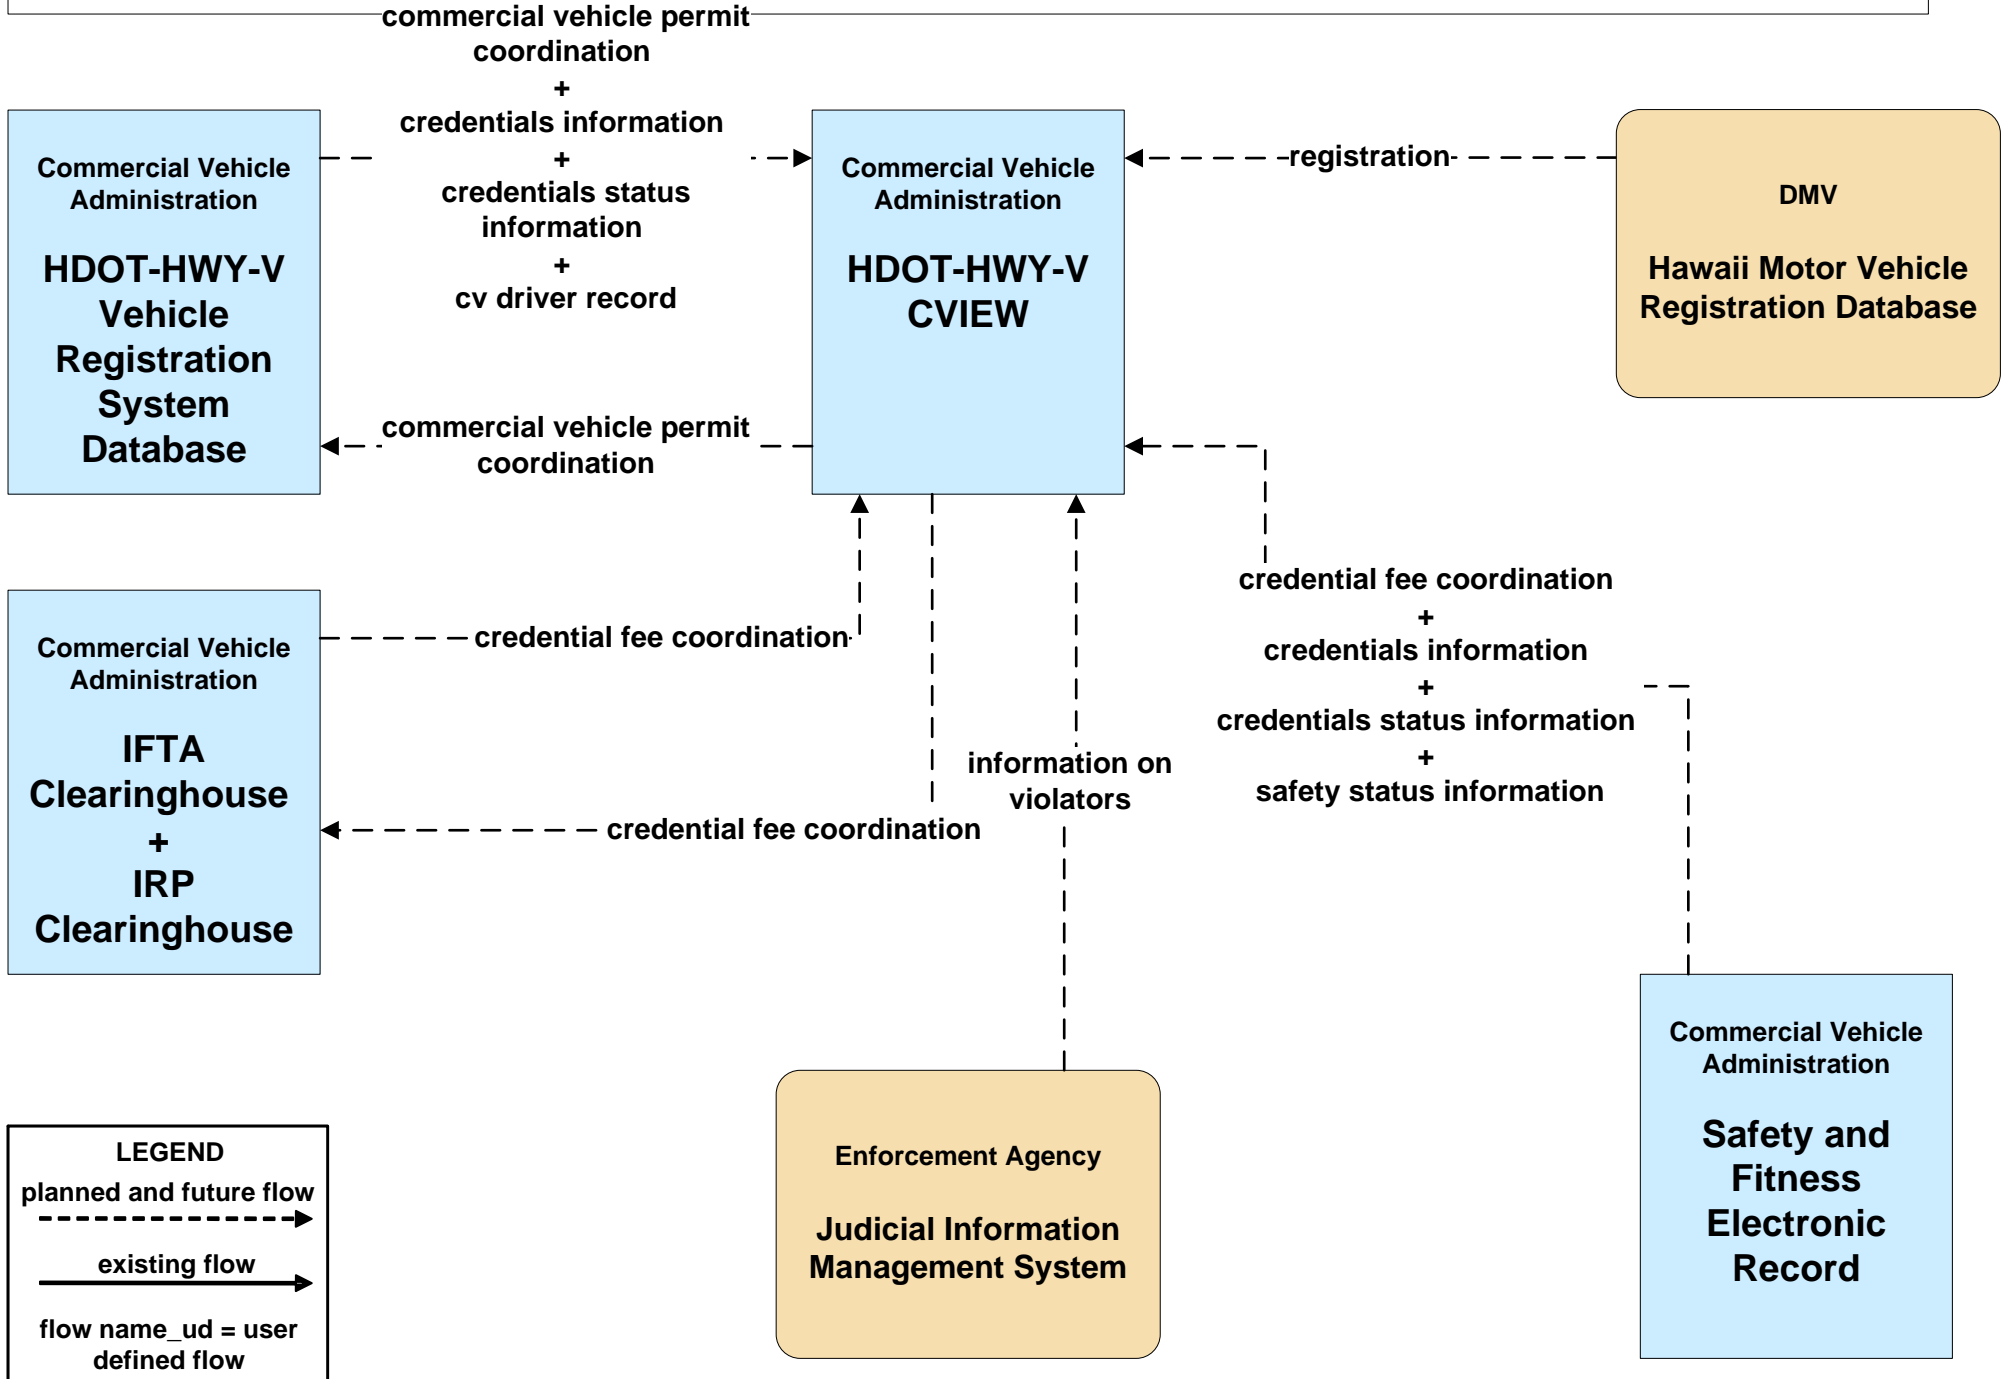 commercial vehicle permit
coordination
+
credentials information
+
credentials status
information
+
cv driver record
Commercial Vehicle
Administration
HDOT-HWY-V
Vehicle
Registration
System
Database
Commercial Vehicle
Administration
HDOT-HWY-V
CVIEW
registration
DMV
Hawaii Motor Vehicle
Registration Database
commercial vehicle permit
coordination
Commercial Vehicle
Administration
IFTA
Clearinghouse
+
IRP
Clearinghouse
credential fee coordination
credential fee coordination
information on
violators
credential fee coordination
+
credentials information
+
credentials status information
+
safety status information
Enforcement Agency
Judicial Information
Management System
Commercial Vehicle
Administration
Safety and
Fitness
Electronic
Record
LEGEND
planned and future flow
existing flow
flow name_ud = user
defined flow